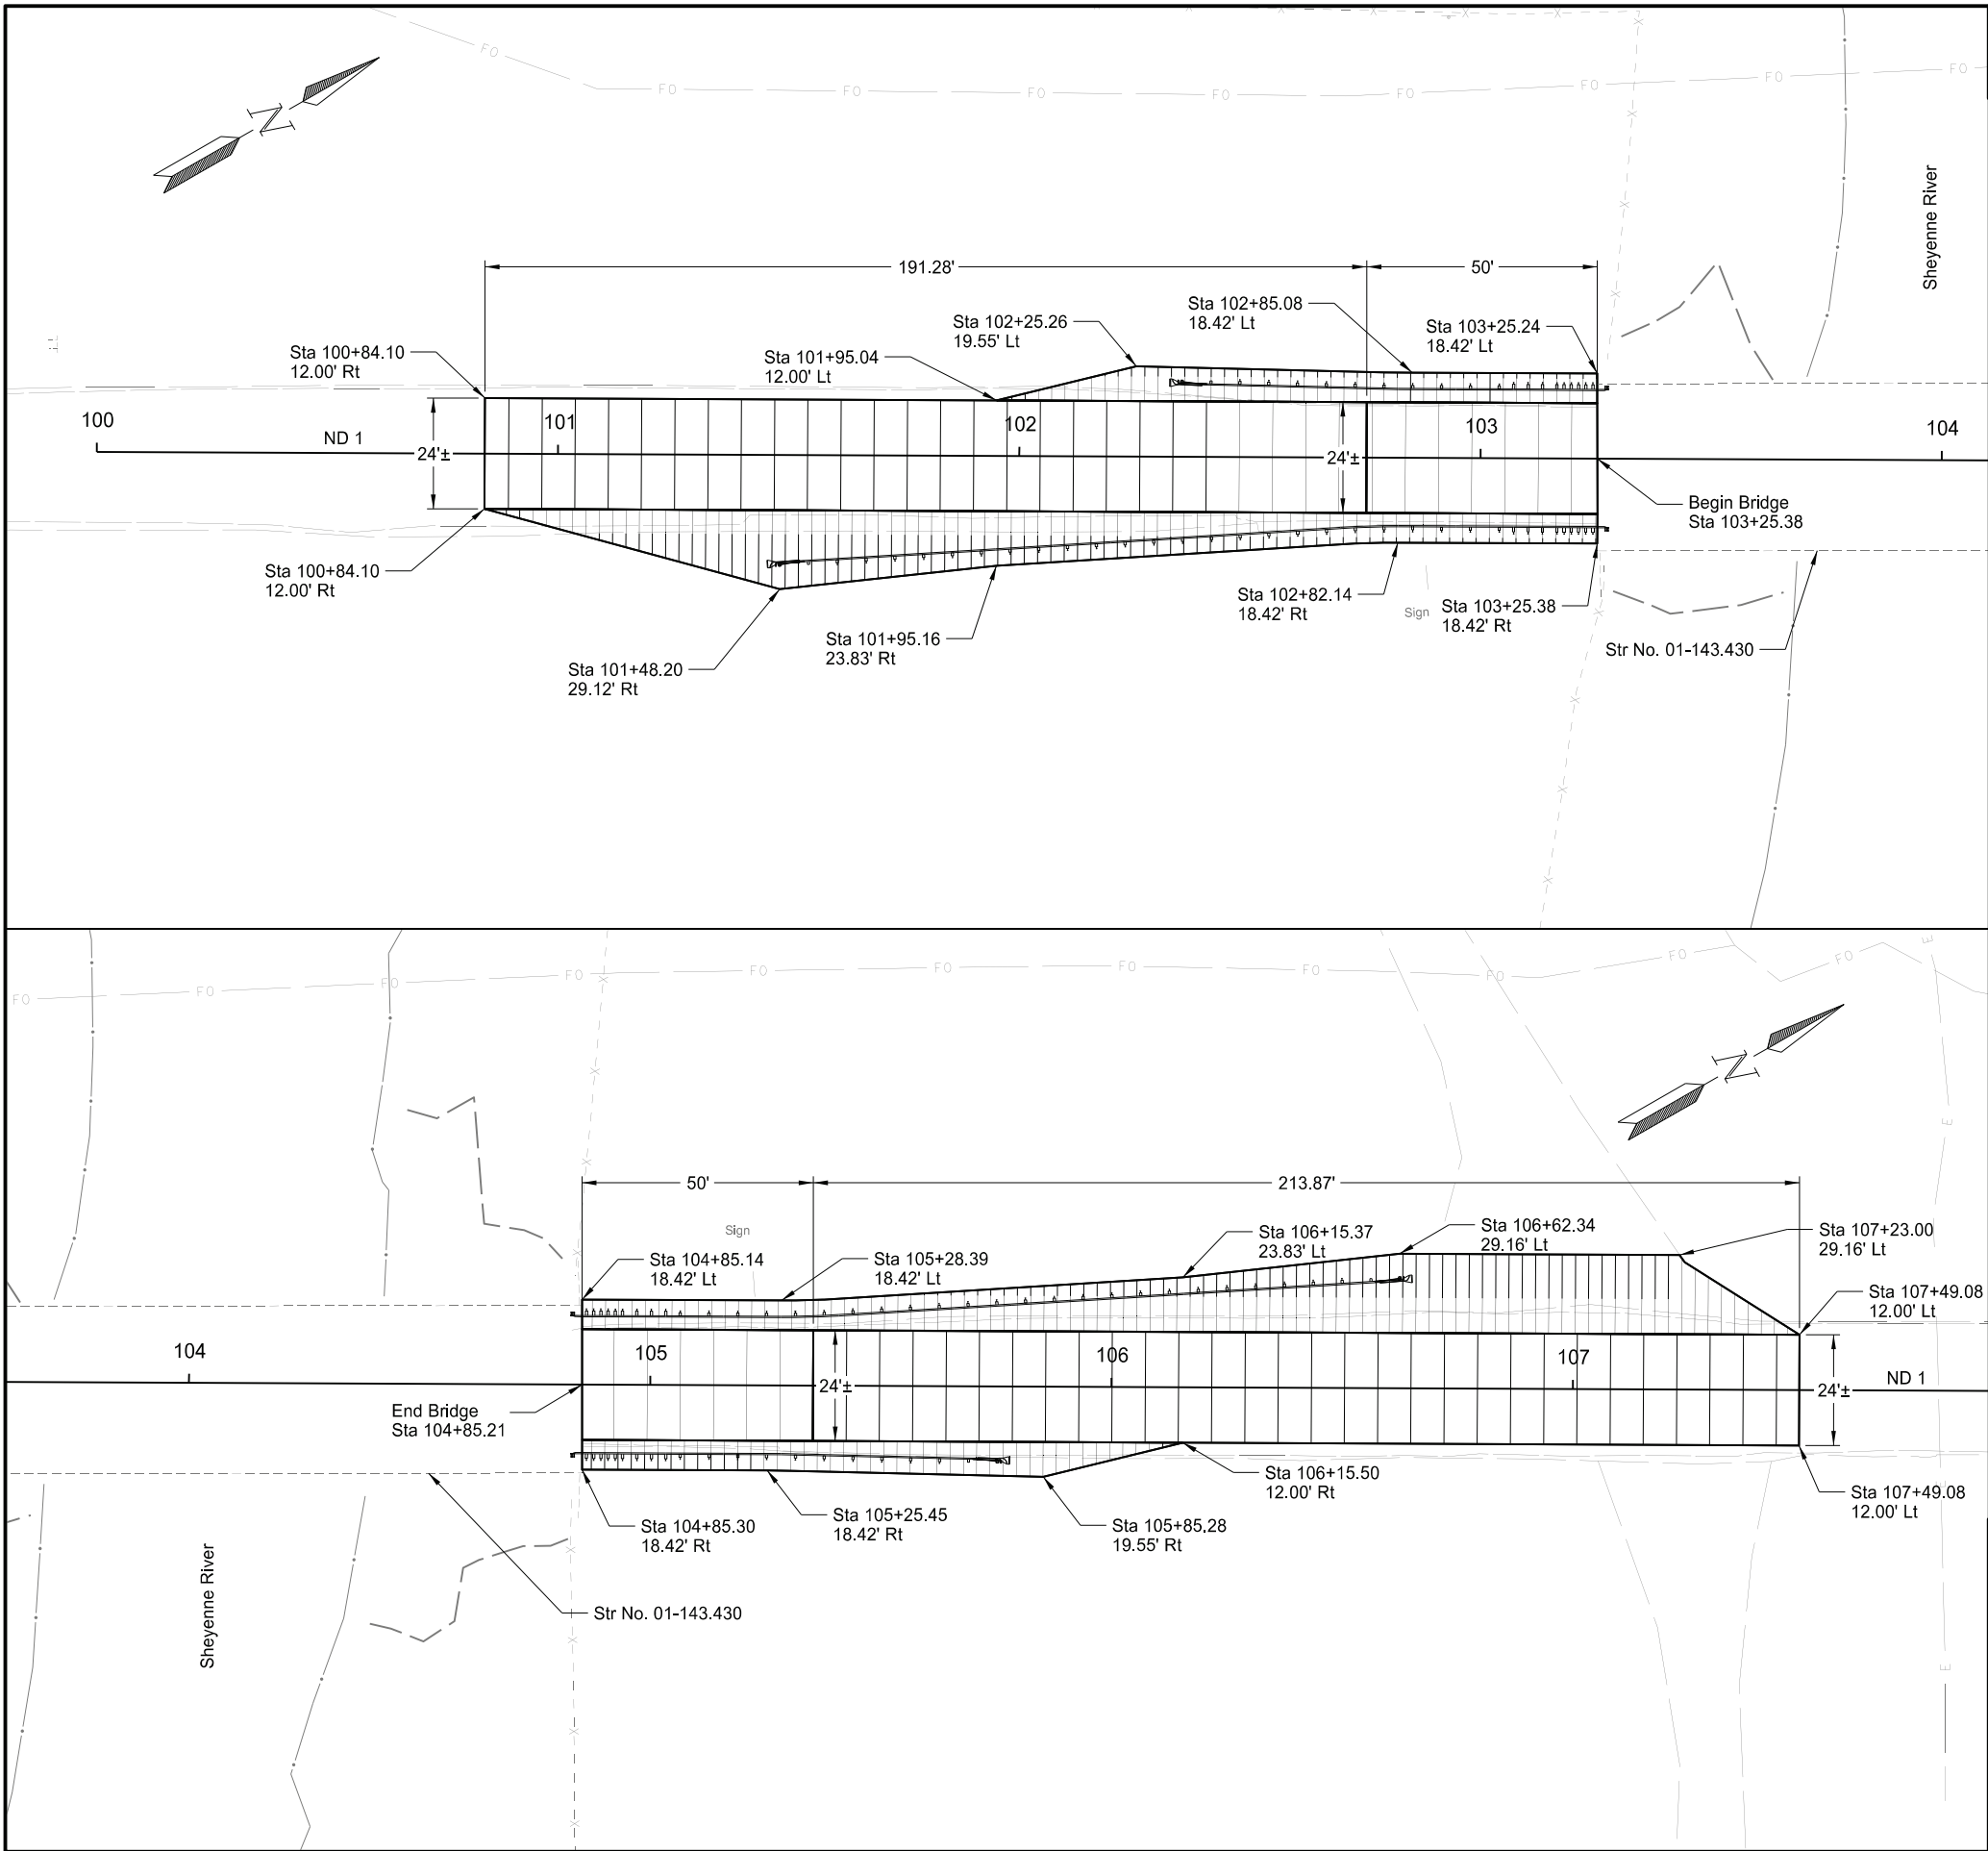 FO
FO FO FO FO FO FO FO FO
N
Sheyenne River
191.28'
50'
Sta 102+85.08
18.42' Lt
Sta 102+25.26
19.55' Lt
Sta 103+25.24
18.42' Lt
Sta 100+84.10
12.00' Rt
Sta 101+95.04
12.00' Lt
100
101
102
103
104
ND 1
24'±
24'±
Begin Bridge
Sta 103+25.38
Sta 100+84.10
12.00' Rt
Sta 102+82.14
18.42' Rt
Sign
Sta 103+25.38
18.42' Rt
Sta 101+95.16
23.83' Rt
Str No. 01-143.430
Sta 101+48.20
29.12' Rt
FO FO FO FO FO FO FO FO FO FO FO
E
N
E
50'
213.87'
Sign
Sta 104+85.14
18.42' Lt
Sta 105+28.39
18.42' Lt
Sta 106+15.37
23.83' Lt
Sta 106+62.34
29.16' Lt
Sta 107+23.00
29.16' Lt
Sta 107+49.08
12.00' Lt
104
105
106
107
24'±
24'±
ND 1
End Bridge
Sta 104+85.21
Sta 106+15.50
12.00' Rt
Sta 107+49.08
12.00' Lt
Sta 104+85.30
18.42' Rt
Sta 105+25.45
18.42' Rt
Sta 105+85.28
19.55' Rt
Sheyenne River
Str No. 01-143.430
E